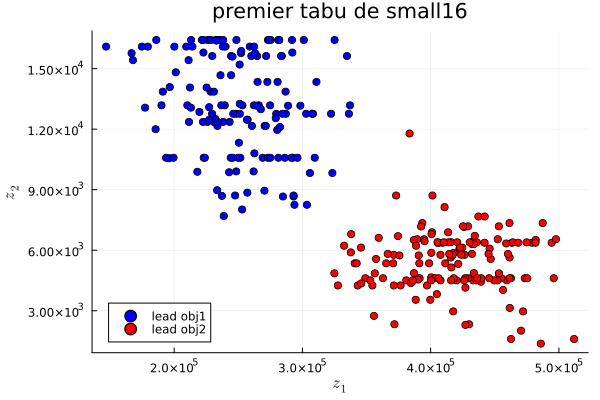 premier tabu de small16
1.50×10⁴
1.20×10⁴
9.00×10³
6.00×10³
3.00×10³
z₂
lead obj1
lead obj2
2.0×10⁵ 3.0×10⁵ 4.0×10⁵ 5.0×10⁵
z₁